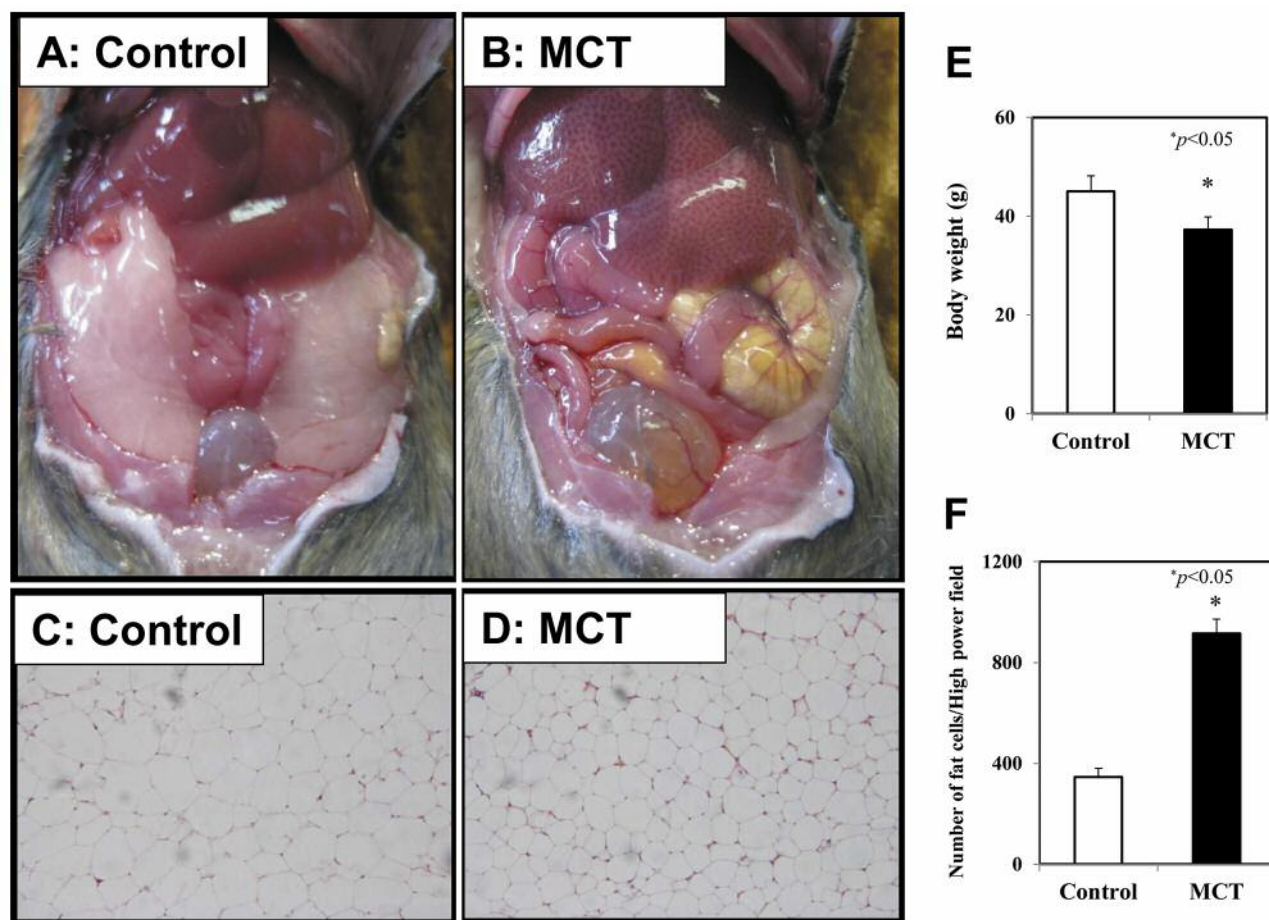 A: Control
B: MCT
C: Control
D: MCT
E
60
40
20
0
Body weight (g)
*p<0.05
*
Control
MCT
F
1200
800
400
0
Number of fat cells/High power field
*p<0.05
*
Control
MCT